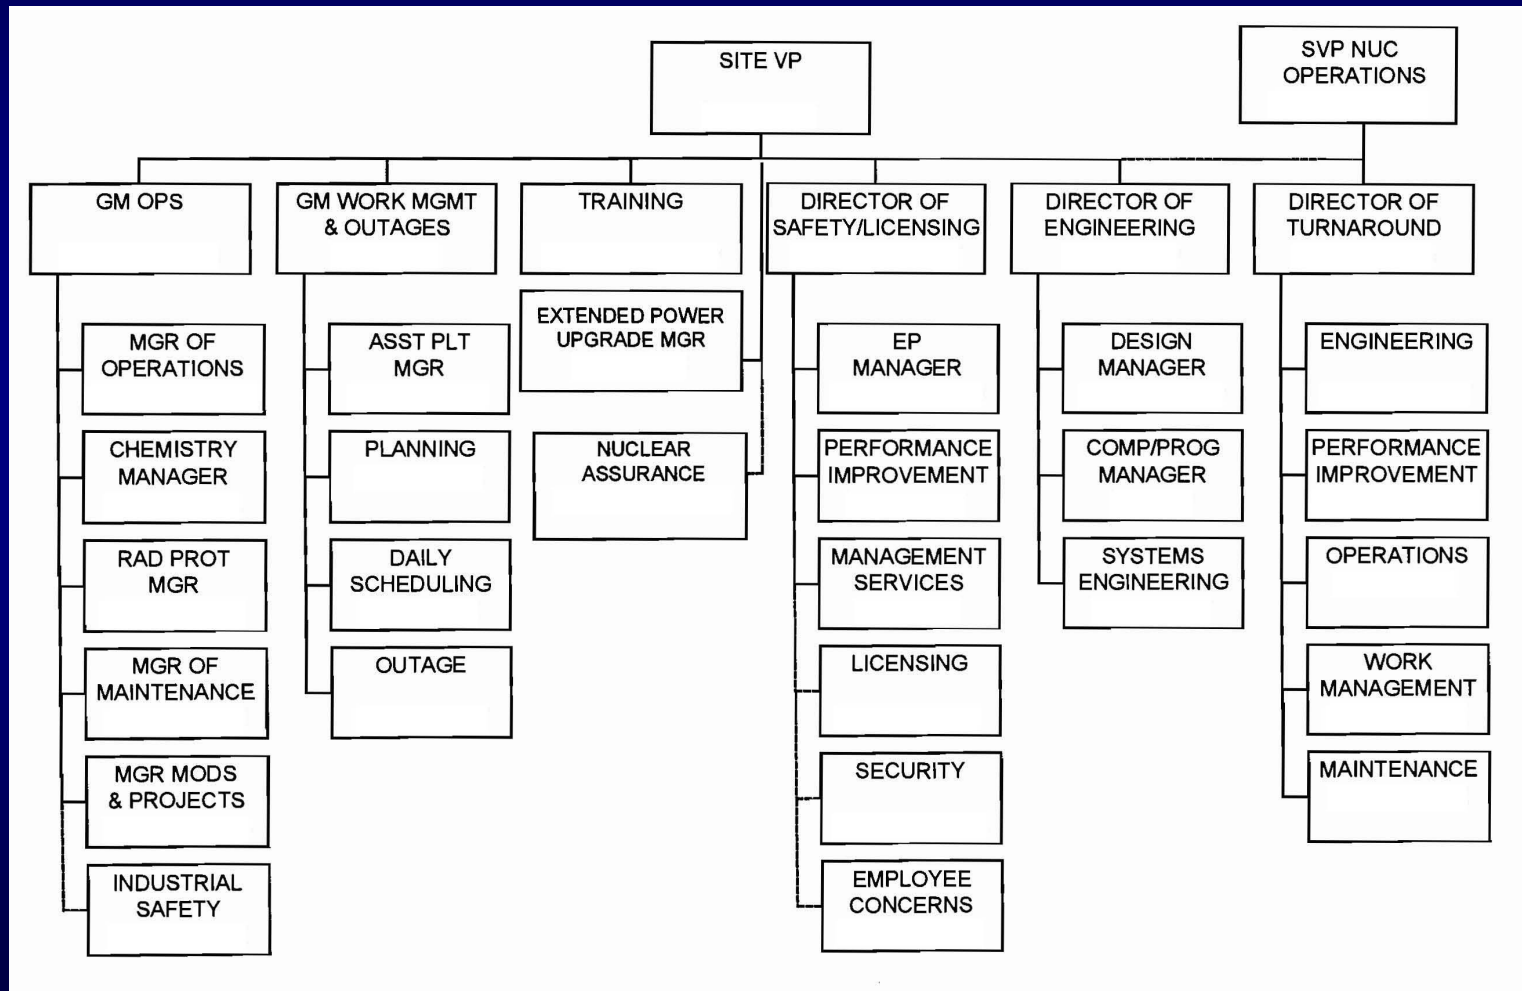 SITE VP
SVP NUC
OPERATIONS
GM OPS
GM WORK MGMT
& OUTAGES
TRAINING
DIRECTOR OF
SAFETY/LICENSING
DIRECTOR OF
ENGINEERING
DIRECTOR OF
TURNAROUND
EXTENDED POWER
UPGRADE MGR
NUCLEAR
ASSURANCE
MGR OF
OPERATIONS
CHEMISTRY
MANAGER
RAD PROT
MGR
MGR OF
MAINTENANCE
MGR MODS
& PROJECTS
INDUSTRIAL
SAFETY
ASST PLT
MGR
PLANNING
DAILY
SCHEDULING
OUTAGE
EP
MANAGER
PERFORMANCE
IMPROVEMENT
MANAGEMENT
SERVICES
LICENSING
SECURITY
EMPLOYEE
CONCERNS
DESIGN
MANAGER
COMP/PROG
MANAGER
SYSTEMS
ENGINEERING
ENGINEERING
PERFORMANCE
IMPROVEMENT
OPERATIONS
WORK
MANAGEMENT
MAINTENANCE